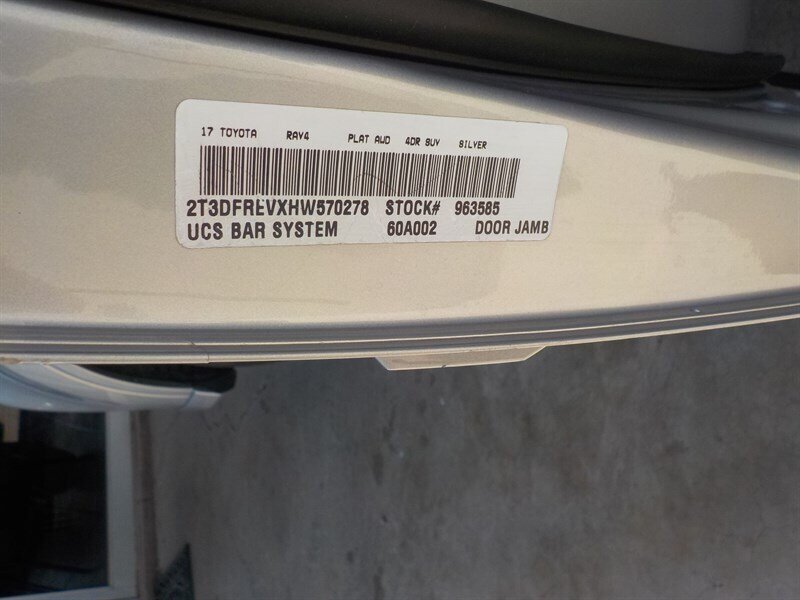 17 TOYOTA RAV4 PLAT AWD 4DR SUV SILVER
2T3DFREVXHW570278 STOCK# 963585
UCS BAR SYSTEM 60A002 DOOR JAMB